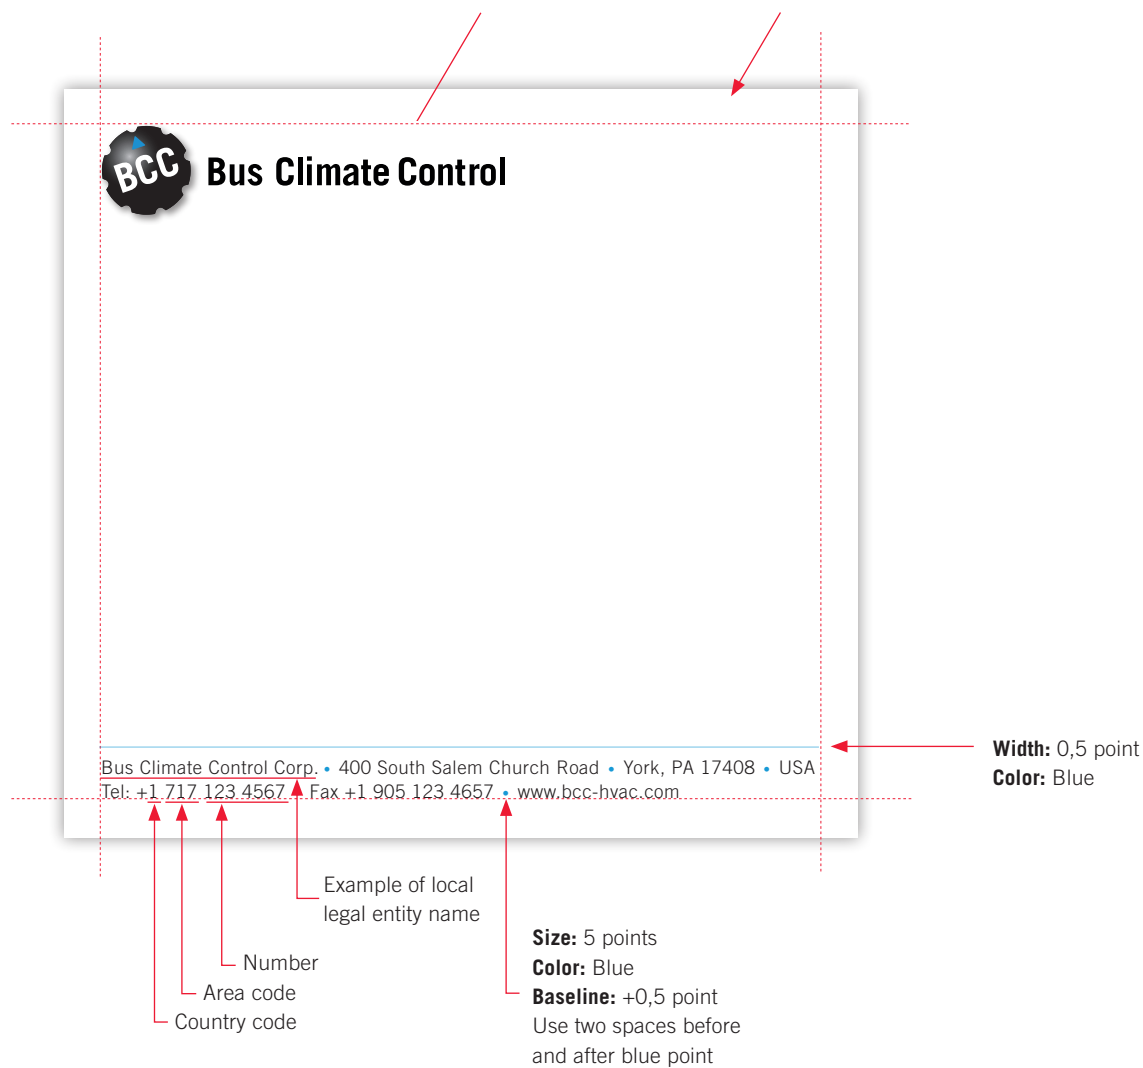 BCC
Bus Climate Control
Width: 0,5 point
Color: Blue
Bus Climate Control Corp. • 400 South Salem Church Road • York, PA 17408 • USA
Tel: +1 717 123 4567 Fax +1 905 123 4657 • www.bcc-hvac.com
Example of local
legal entity name
Number
Area code
Country code
Size: 5 points
Color: Blue
Baseline: +0,5 point
Use two spaces before
and after blue point